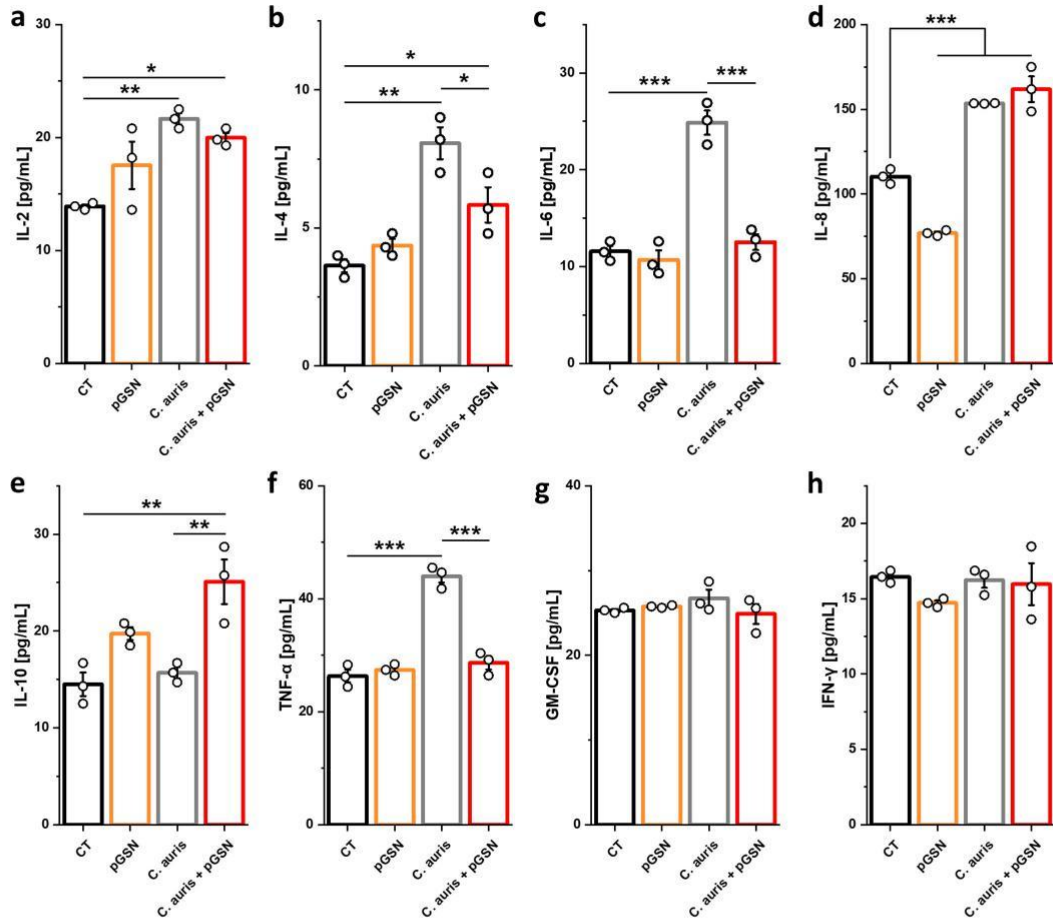 a
IL-2 [pg/mL]
30
20
10
0
**
*
CT
pGSN
C. auris
C. auris + pGSN
b
IL-4 [pg/mL]
10
5
0
*
**
*
CT
pGSN
C. auris
C. auris + pGSN
c
IL-6 [pg/mL]
30
20
10
0
***
***
CT
pGSN
C. auris
C. auris + pGSN
d
IL-8 [pg/mL]
200
150
100
50
0
***
CT
pGSN
C. auris
C. auris + pGSN
e
IL-10 [pg/mL]
30
20
10
0
**
**
CT
pGSN
C. auris
C. auris + pGSN
f
TNF-α [pg/mL]
60
40
20
0
***
***
CT
pGSN
C. auris
C. auris + pGSN
g
GM-CSF [pg/mL]
40
20
0
CT
pGSN
C. auris
C. auris + pGSN
h
IFN-γ [pg/mL]
20
15
10
5
0
CT
pGSN
C. auris
C. auris + pGSN